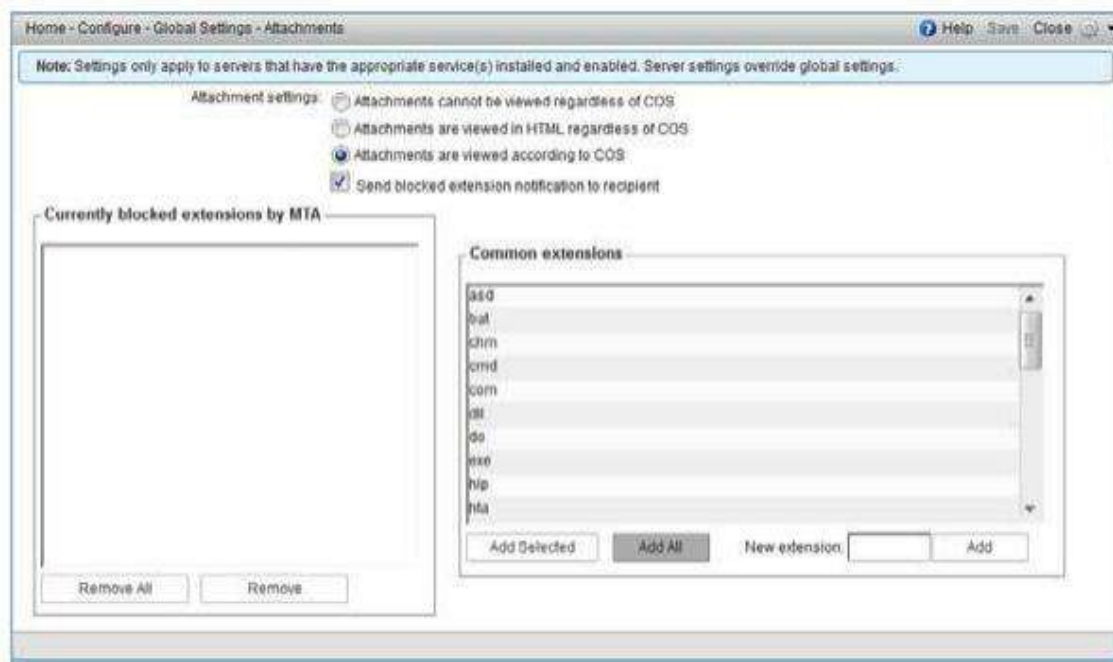 Home - Configure - Global Settings - Attachments
Help Save Close
Note: Settings only apply to servers that have the appropriate service(s) installed and enabled. Server settings override global settings.
Attachment settings: Attachments cannot be viewed regardless of COS
Attachments are viewed in HTML regardless of COS
Attachments are viewed according to COS
Send blocked extension notification to recipient
Currently blocked extensions by MTA
Remove All Remove
Common extensions
asd
bat
chm
cmd
com
dll
do
exe
hlp
hta
Add Selected Add All New extension: Add